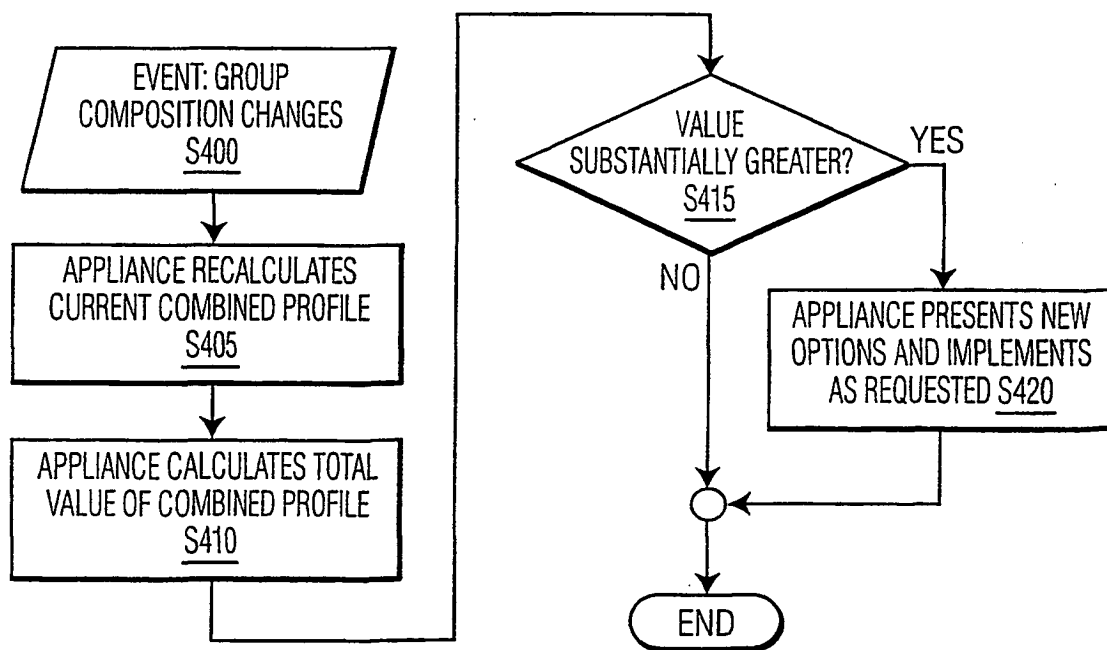 EVENT: GROUP
COMPOSITION CHANGES
S400
APPLIANCE RECALCULATES
CURRENT COMBINED PROFILE
S405
APPLIANCE CALCULATES TOTAL
VALUE OF COMBINED PROFILE
S410
VALUE
SUBSTANTIALLY GREATER?
S415
YES
NO
APPLIANCE PRESENTS NEW
OPTIONS AND IMPLEMENTS
AS REQUESTED S420
END